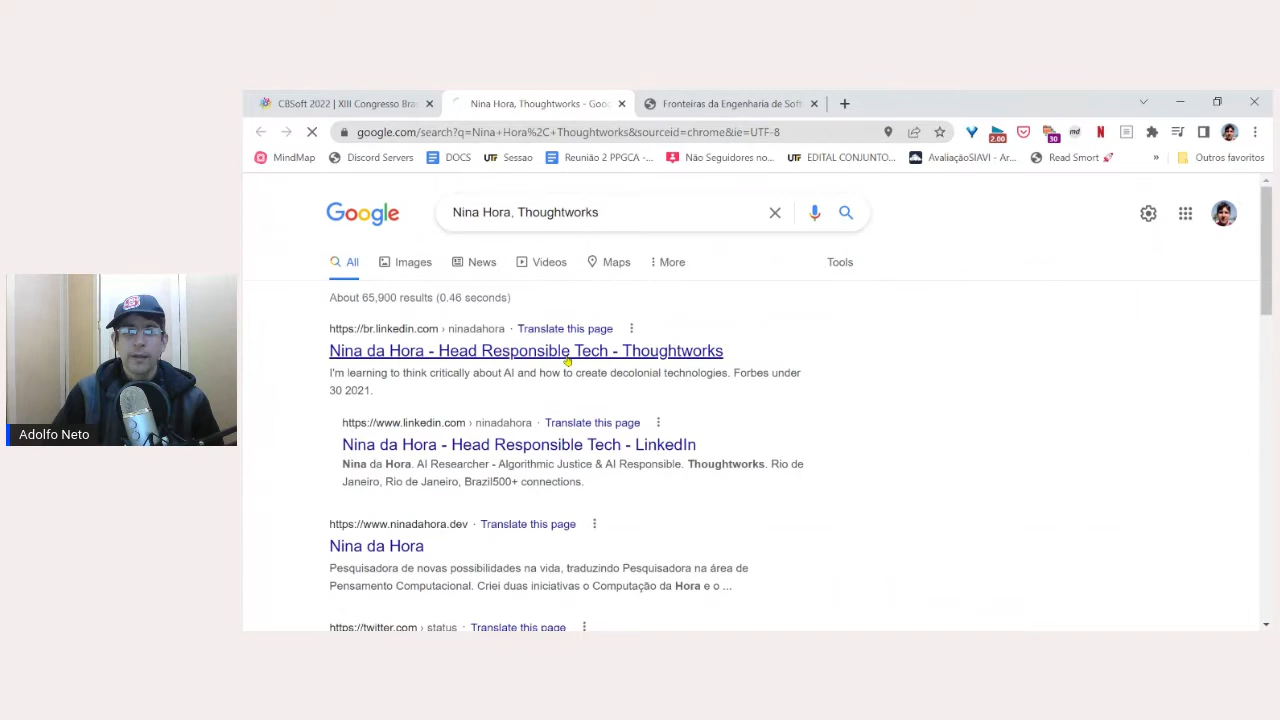 CBSoft 2022 | XIII Congresso Bra
Nina Hora, Thoughtworks - Goo
Fronteiras da Engenharia de Soft
google.com/search?q=Nina+Hora%2C+Thoughtworks&sourceid=chrome&ie=UTF-8
2.00
30
md
N
MindMap
Discord Servers
DOCS
UTF Sessao
Reunião 2 PPGCA -...
Não Seguidores no...
UTF EDITAL CONJUNTO...
AvaliaçãoSIAVI - Ar...
Read Smort 🚀
»
Outros favoritos
Google
Nina Hora, Thoughtworks
All
Images
News
Videos
Maps
More
Tools
About 65,900 results (0.46 seconds)
https://br.linkedin.com › ninadahora · Translate this page
Nina da Hora - Head Responsible Tech - Thoughtworks
I'm learning to think critically about AI and how to create decolonial technologies. Forbes under
30 2021.
https://www.linkedin.com › ninadahora · Translate this page
Nina da Hora - Head Responsible Tech - LinkedIn
Nina da Hora. AI Researcher - Algorithmic Justice & AI Responsible. Thoughtworks. Rio de
Janeiro, Rio de Janeiro, Brazil500+ connections.
https://www.ninadahora.dev · Translate this page
Nina da Hora
Pesquisadora de novas possibilidades na vida, traduzindo Pesquisadora na área de
Pensamento Computacional. Criei duas iniciativas o Computação da Hora e o ...
https://twitter.com › status · Translate this page
Adolfo Neto